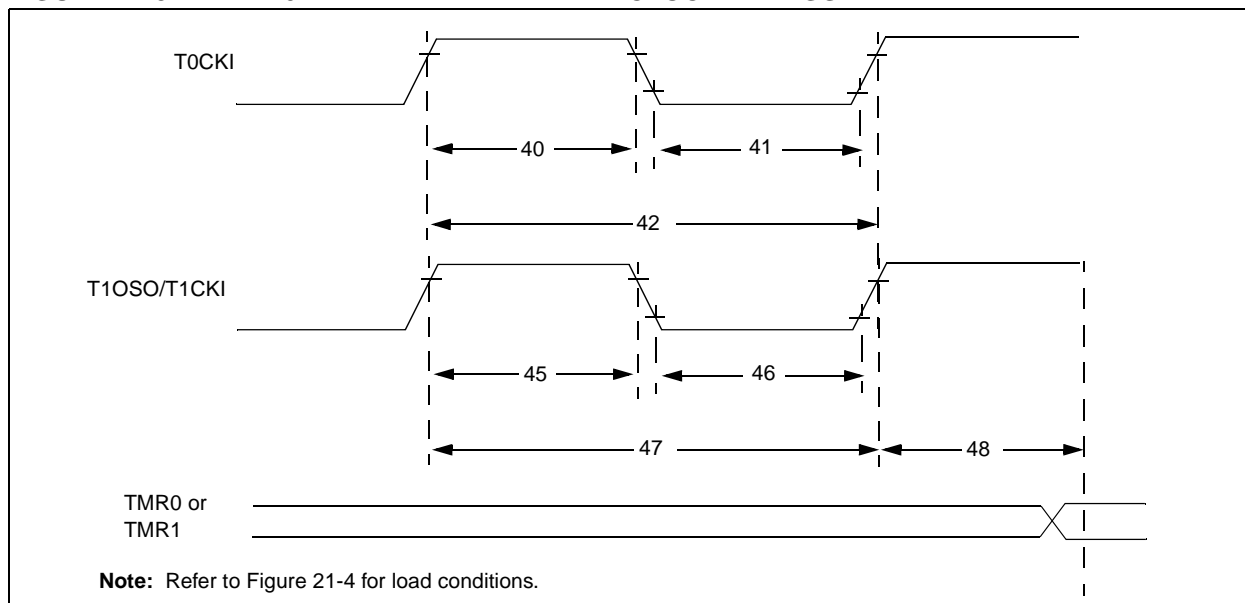 T0CKI
40
41
42
T1OSO/T1CKI
45
46
47
48
TMR0 or
TMR1
Note: Refer to Figure 21-4 for load conditions.